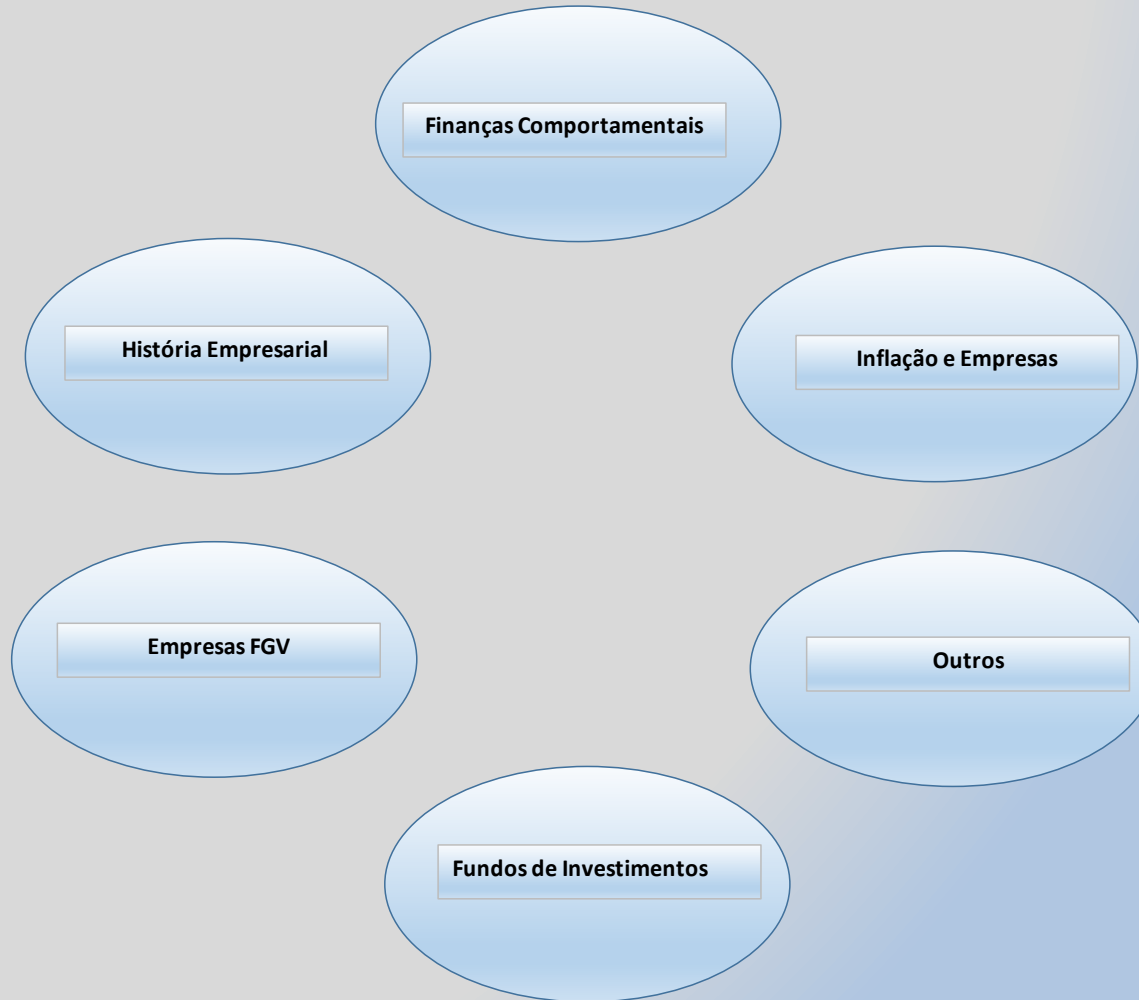 Finanças Comportamentais
História Empresarial
Inflação e Empresas
Empresas FGV
Outros
Fundos de Investimentos